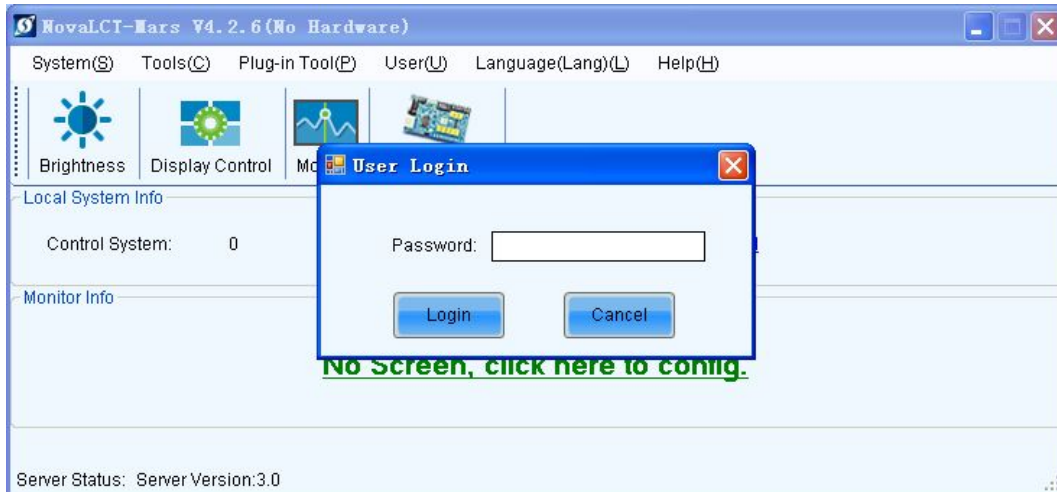 NovaLCT-Mars V4.2.6(No Hardware)
System(S) Tools(C) Plug-in Tool(P) User(U) Language(Lang)(L) Help(H)
Brightness Display Control Mo
User Login
Local System Info
Control System: 0
Password:
Monitor Info
Login Cancel
No Screen, click here to config.
Server Status: Server Version:3.0